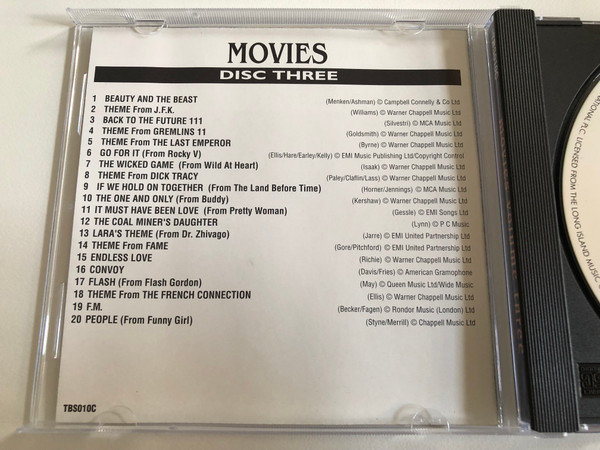 MOVIES
DISC THREE
1 BEAUTY AND THE BEAST (Menken/Ashman) © Campbell Connelly & Co Ltd
2 THEME From J.F.K. (Williams) © Warner Chappell Music Ltd
3 BACK TO THE FUTURE 111 (Silvestri) © MCA Music Ltd
4 THEME From GREMLINS 11 (Goldsmith) © Warner Chappell Music Ltd
5 THEME From THE LAST EMPEROR (Byrne) © Warner Chappell Music Ltd
6 GO FOR IT (From Rocky V) (Ellis/Hare/Earley/Kelly) © EMI Music Publishing Ltd/Copyright Control
7 THE WICKED GAME (From Wild At Heart) (Isaak) © Warner Chappell Music Ltd
8 THEME From DICK TRACY (Paley/Claflin/Lass) © Warner Chappell Music Ltd
9 IF WE HOLD ON TOGETHER (From The Land Before Time) (Horner/Jennings) © MCA Music Ltd
10 THE ONE AND ONLY (From Buddy) (Kershaw) © Warner Chappell Music Ltd
11 IT MUST HAVE BEEN LOVE (From Pretty Woman) (Gessle) © EMI Songs Ltd
12 THE COAL MINER'S DAUGHTER (Lynn) © P C Music
13 LARA'S THEME (From Dr. Zhivago) (Jarre) © EMI United Partnership Ltd
14 THEME From FAME (Gore/Pitchford) © EMI United Partnership Ltd
15 ENDLESS LOVE (Richie) © Warner Chappell Music Ltd
16 CONVOY (Davis/Fries) © American Gramophone
17 FLASH (From Flash Gordon) (May) © Queen Music Ltd/Wide Music
18 THEME From THE FRENCH CONNECTION (Ellis) © Warner Chappell Music Ltd
19 F.M. (Becker/Fagen) © Rondor Music (London) Ltd
20 PEOPLE (From Funny Girl) (Styne/Merrill) © Chappell Music Ltd
TBS010C
LICENSED FROM THE LONG ISLAND MUSIC